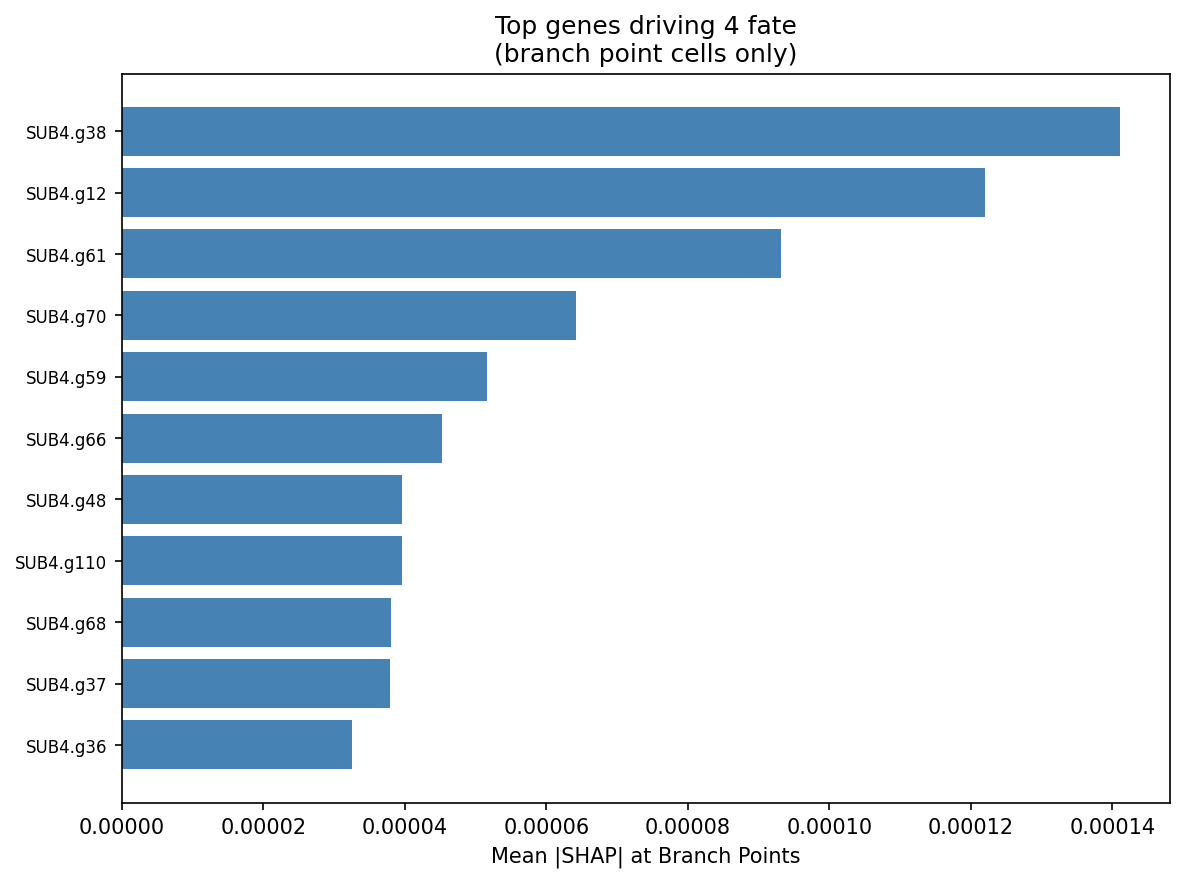 Top genes driving 4 fate
(branch point cells only)
SUB4.g38
SUB4.g12
SUB4.g61
SUB4.g70
SUB4.g59
SUB4.g66
SUB4.g48
SUB4.g110
SUB4.g68
SUB4.g37
SUB4.g36
0.00000 0.00002 0.00004 0.00006 0.00008 0.00010 0.00012 0.00014
Mean |SHAP| at Branch Points